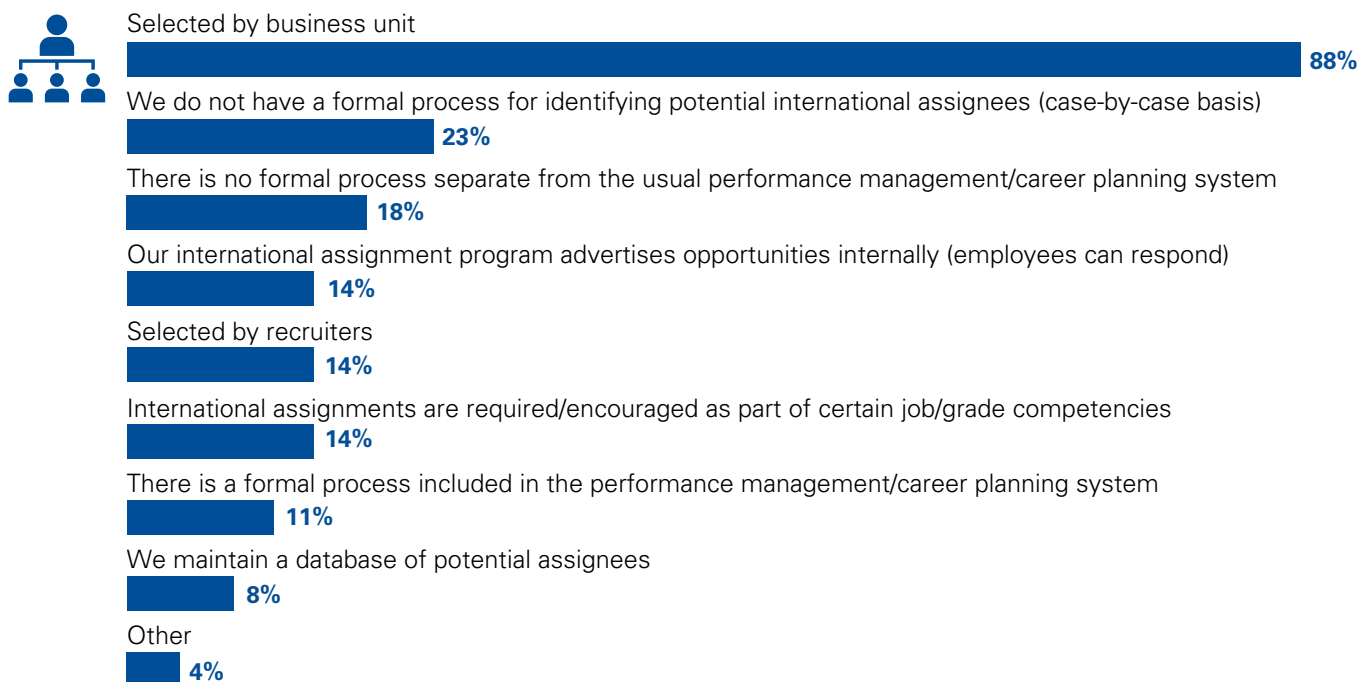 Selected by business unit
88%
We do not have a formal process for identifying potential international assignees (case-by-case basis)
23%
There is no formal process separate from the usual performance management/career planning system
18%
Our international assignment program advertises opportunities internally (employees can respond)
14%
Selected by recruiters
14%
International assignments are required/encouraged as part of certain job/grade competencies
14%
There is a formal process included in the performance management/career planning system
11%
We maintain a database of potential assignees
8%
Other
4%